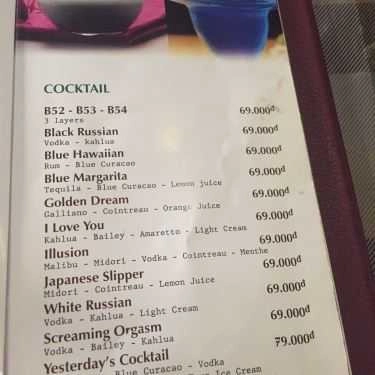 COCKTAIL
B52 - B53 - B54 69.000đ
3 Layers
Black Russian 69.000đ
Vodka - kahlua
Blue Hawaiian 69.000đ
Rum - Blue Curacao
Blue Margarita 69.000đ
Tequila - Blue Curacao - Lemon juice
Golden Dream 69.000đ
Galliano - Cointreau - Orange Juice
I Love You 69.000đ
Kahlua - Bailey - Amaretto - Light Cream
Illusion 69.000đ
Malibu - Midori - Vodka - Cointreau - Menthe
Japanese Slipper 69.000đ
Midori - Cointreau - Lemon Juice
White Russian 69.000đ
Vodka - Kahlua - Light Cream
Screaming Orgasm 69.000đ
Vodka - Bailey - Kahlua
Yesterday's Cocktail 79.000đ
Blue Curacao - Vodka
Ice Cream